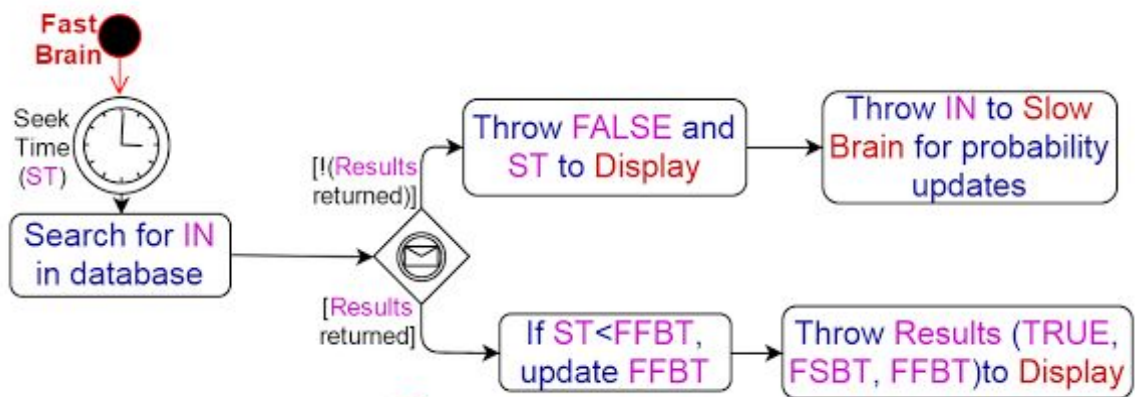 Fast
Brain
Seek
Time
(ST)
Search for IN
in database
[!(Results
returned)]
[Results
returned]
Throw FALSE and
ST to Display
Throw IN to Slow
Brain for probability
updates
If ST<FFBT,
update FFBT
Throw Results (TRUE,
FSBT, FFBT)to Display